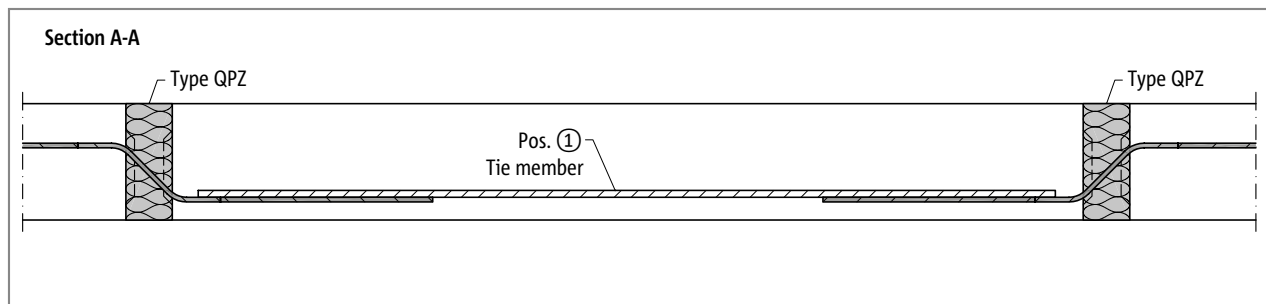 Section A-A
Type QPZ
Type QPZ
Pos. ①
Tie member